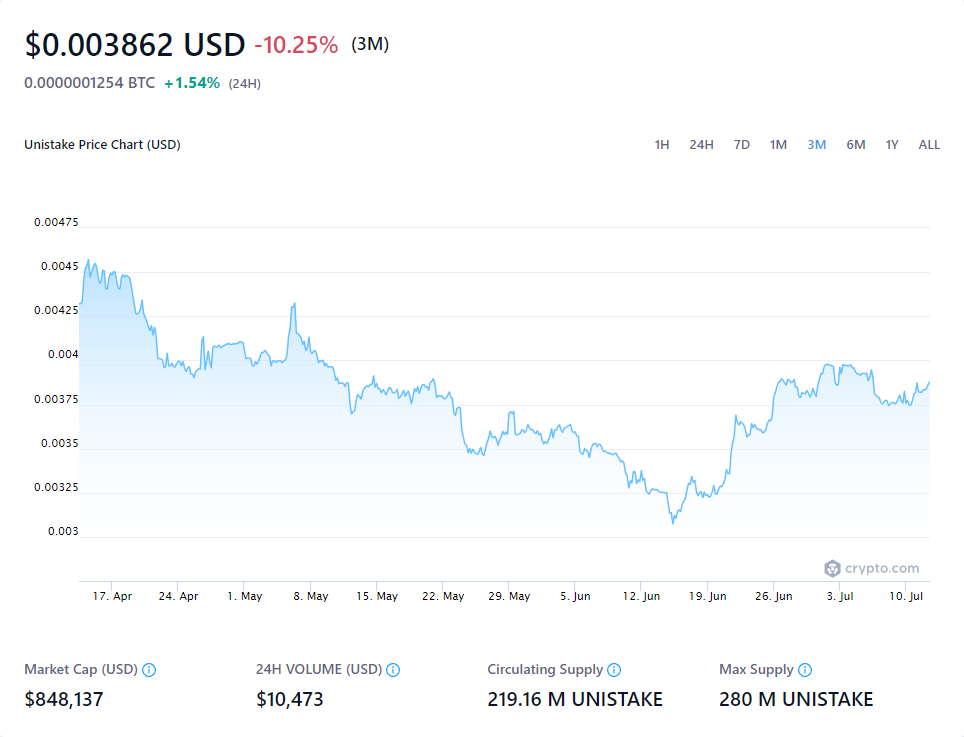 $0.003862 USD -10.25% (3M)
0.0000001254 BTC +1.54% (24H)
Unistake Price Chart (USD) 1H 24H 7D 1M 3M 6M 1Y ALL
0.00475
0.0045
0.00425
0.004
0.00375
0.0035
0.00325
0.003
crypto.com
17. Apr 24. Apr 1. May 8. May 15. May 22. May 29. May 5. Jun 12. Jun 19. Jun 26. Jun 3. Jul 10. Jul
Market Cap (USD) 24H VOLUME (USD) Circulating Supply Max Supply
$848,137 $10,473 219.16 M UNISTAKE 280 M UNISTAKE